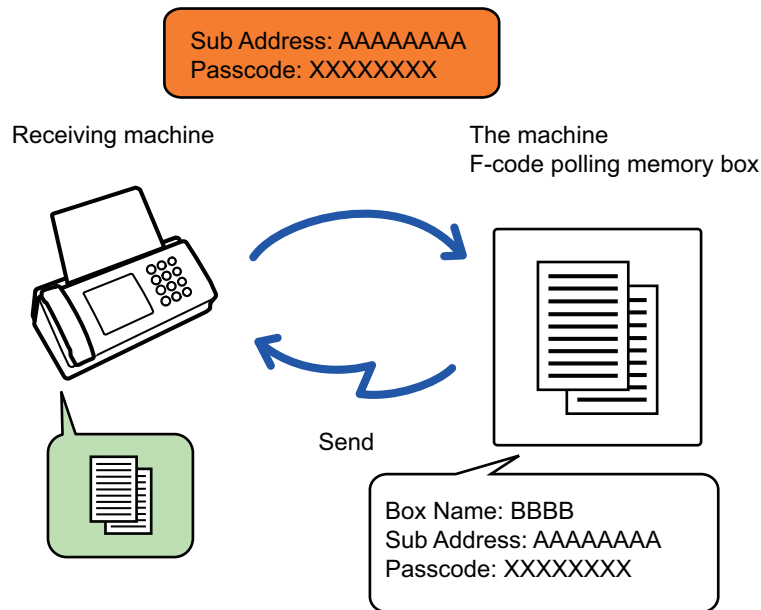 Sub Address: AAAAAAAA
Passcode: XXXXXXXX
Receiving machine
The machine
F-code polling memory box
Send
Box Name: BBBB
Sub Address: AAAAAAAA
Passcode: XXXXXXXX